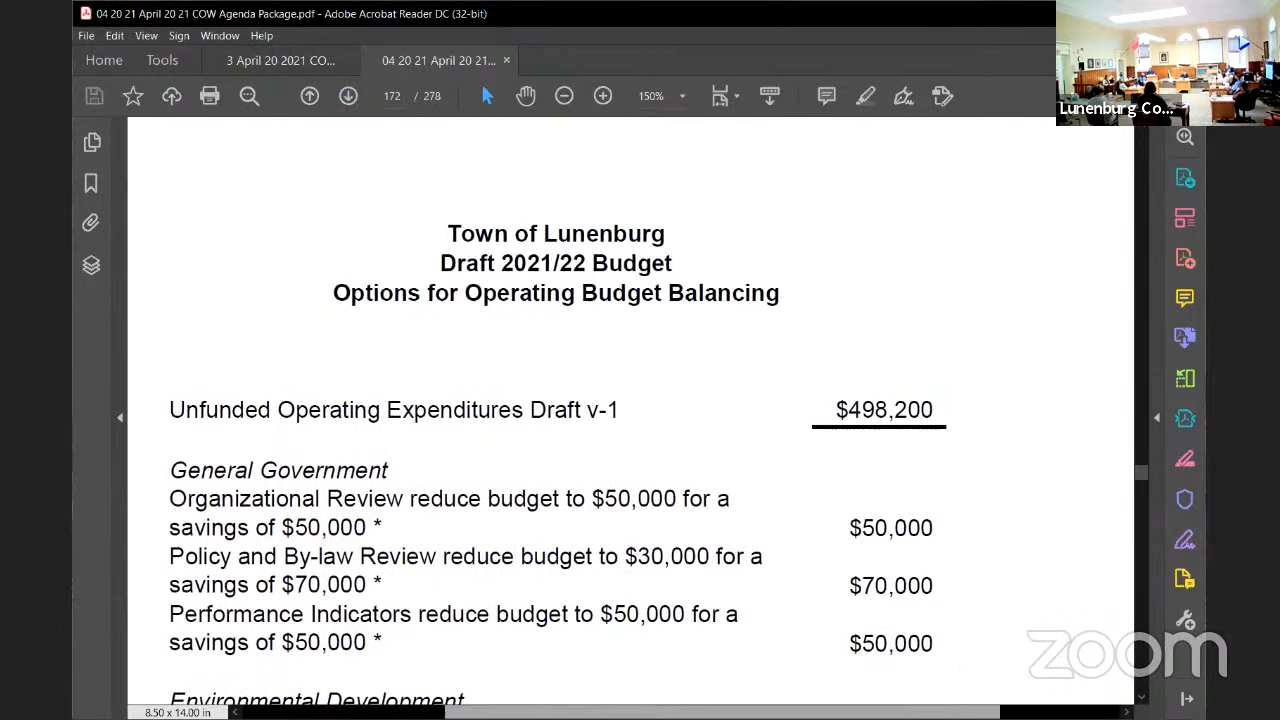 04 20 21 April 20 21 COW Agenda Package.pdf - Adobe Acrobat Reader DC (32-bit)
File Edit View Sign Window Help
Home Tools 3 April 20 2021 CO... 04 20 21 April 20 21... ×
172 / 278 150%
Lunenburg Co...
Town of Lunenburg
Draft 2021/22 Budget
Options for Operating Budget Balancing
Unfunded Operating Expenditures Draft v-1 $498,200
General Government
Organizational Review reduce budget to $50,000 for a
savings of $50,000 * $50,000
Policy and By-law Review reduce budget to $30,000 for a
savings of $70,000 * $70,000
Performance Indicators reduce budget to $50,000 for a
savings of $50,000 * $50,000
Environmental Development
zoom
8.50 x 14.00 in